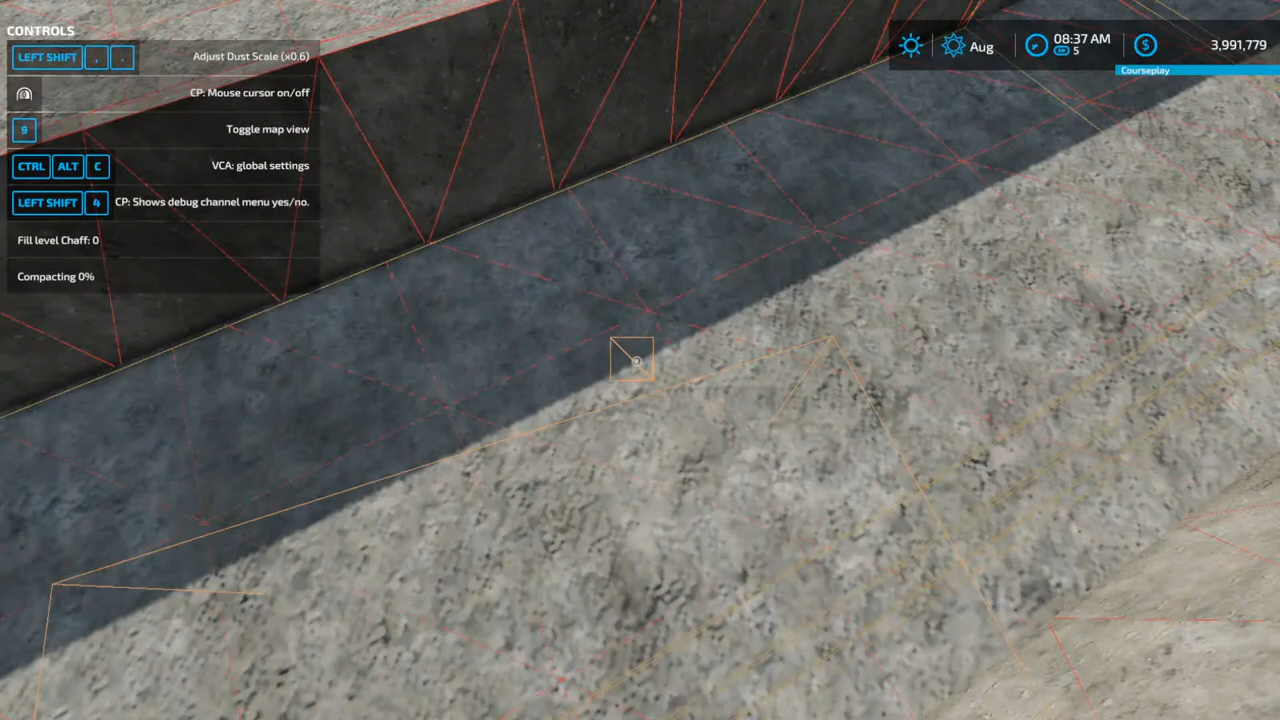 CONTROLS
LEFT SHIFT , . Adjust Dust Scale (x0.6)
CP: Mouse cursor on/off
9 Toggle map view
CTRL ALT C VCA: global settings
LEFT SHIFT 4 CP: Shows debug channel menu yes/no.
Fill level Chaff: 0
Compacting 0%
Aug
08:37 AM
5
$ 3,991,779
Courseplay